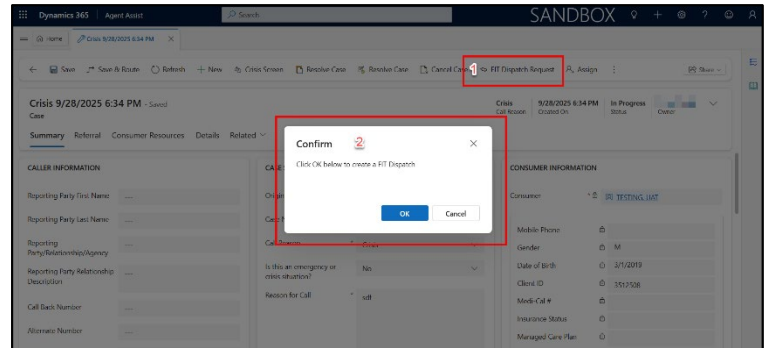 Dynamics 365 Agent Assist Search SANDBOX
Home Crisis 9/28/2025 6:34 PM
Save Save & Route Refresh + New Crisis Screen Resolve Case Resolve Case Cancel Case 1 FIT Dispatch Request Assign Share
Crisis 9/28/2025 6:34 PM - Saved
Case
Crisis
Call Reason
9/28/2025 6:34 PM
Created On
In Progress
Status
Owner
Summary Referral Consumer Resources Details Related
Confirm 2
Click OK below to create a FIT Dispatch
OK Cancel
CALLER INFORMATION
Reporting Party First Name ---
Reporting Party Last Name ---
Reporting Party/Relationship/Agency ---
Reporting Party Relationship Description ---
Call Back Number ---
Alternate Number ---
Call Reason * Crisis
Is this an emergency or crisis situation? No
Reason for Call * sdf
CONSUMER INFORMATION
Consumer * TESTING, UAT
Mobile Phone
Gender M
Date of Birth
Client ID
Medi-Cal #
Insurance Status
Managed Care Plan